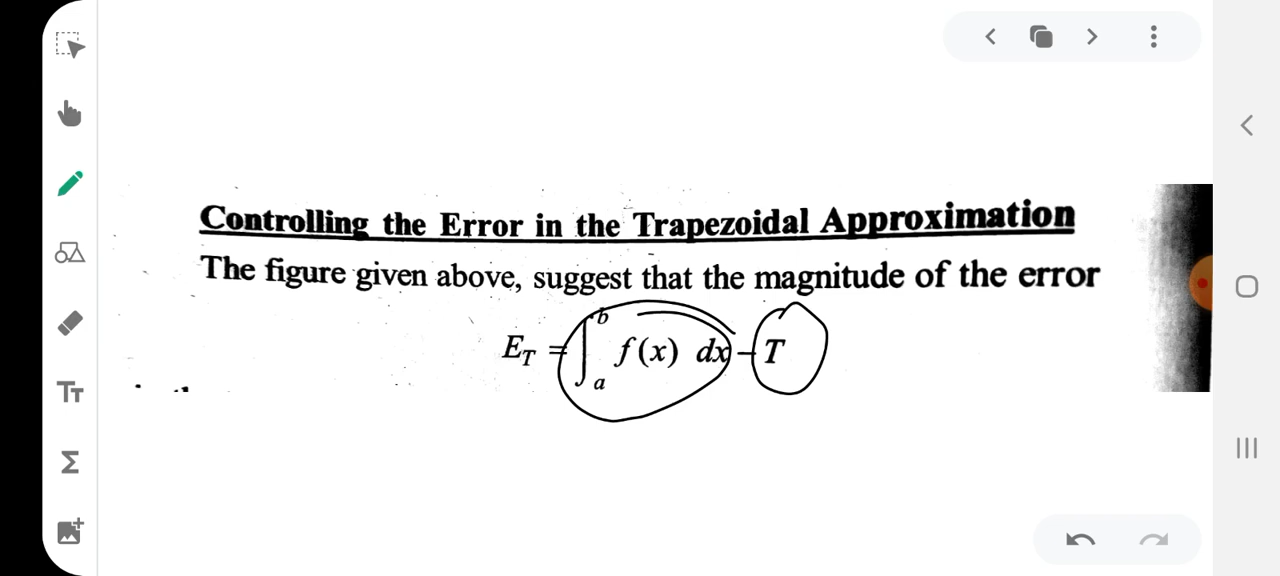 Controlling the Error in the Trapezoidal Approximation
The figure given above, suggest that the magnitude of the error
E_T = ∫_a^b f(x) dx - T